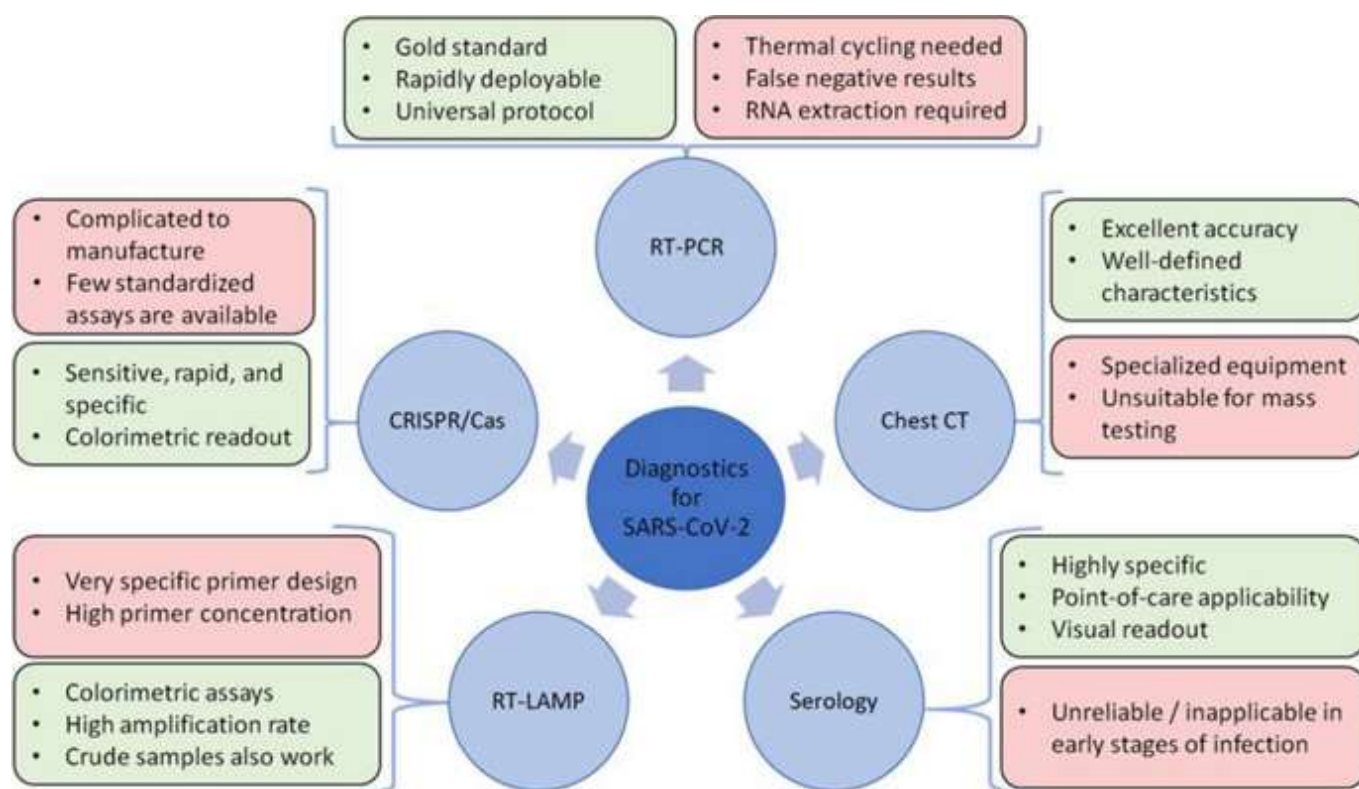 • Gold standard
• Rapidly deployable
• Universal protocol
• Thermal cycling needed
• False negative results
• RNA extraction required
RT-PCR
• Complicated to
manufacture
• Few standardized
assays are available
• Sensitive, rapid, and
specific
• Colorimetric readout
CRISPR/Cas
• Excellent accuracy
• Well-defined
characteristics
• Specialized equipment
• Unsuitable for mass
testing
Chest CT
Diagnostics
for
SARS-CoV-2
• Very specific primer design
• High primer concentration
• Colorimetric assays
• High amplification rate
• Crude samples also work
RT-LAMP
• Highly specific
• Point-of-care applicability
• Visual readout
• Unreliable / inapplicable in
early stages of infection
Serology